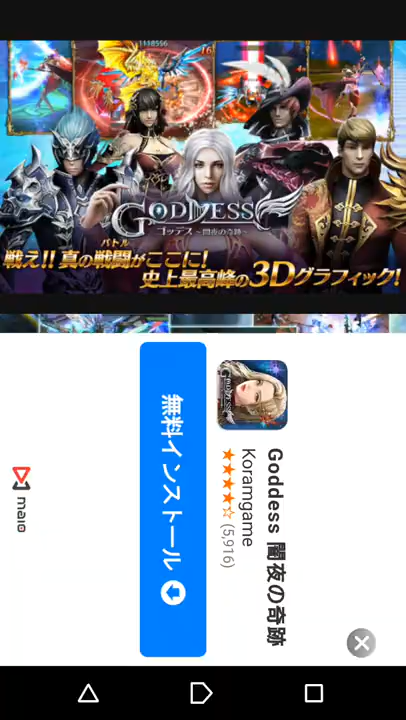 1118596
GODDESS
ゴッデス ～闇夜の奇跡～
バトル
戦え!! 真の戦闘がここに!
史上最高峰の3Dグラフィック!
GODDESS
Goddess 闇夜の奇跡
Koramgame
★★★★☆ (5,916)
無料インストール
maio